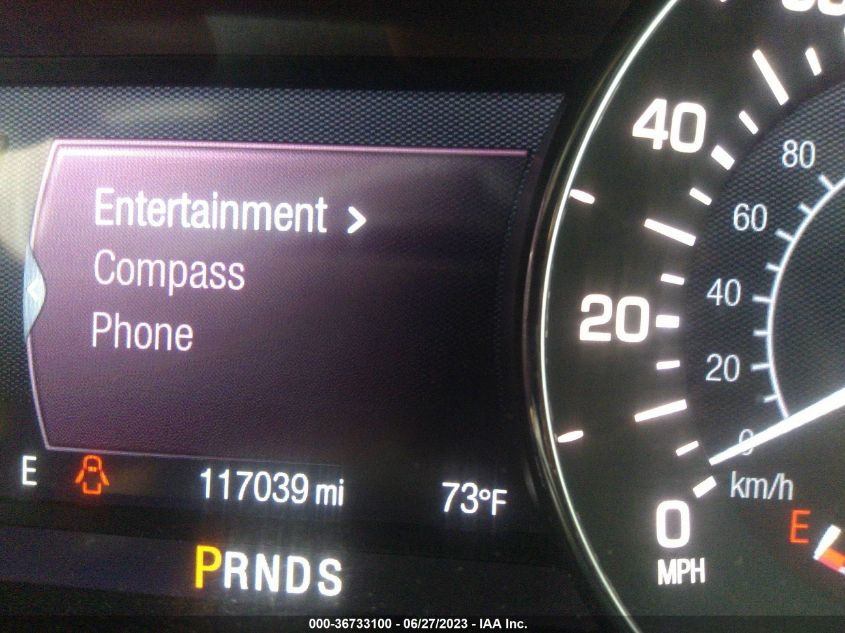 Entertainment >
Compass
Phone
E
117039 mi
73°F
PRNDS
40
20
0
MPH
80
60
40
20
0
km/h
E
000-36733100 - 06/27/2023 - IAA Inc.